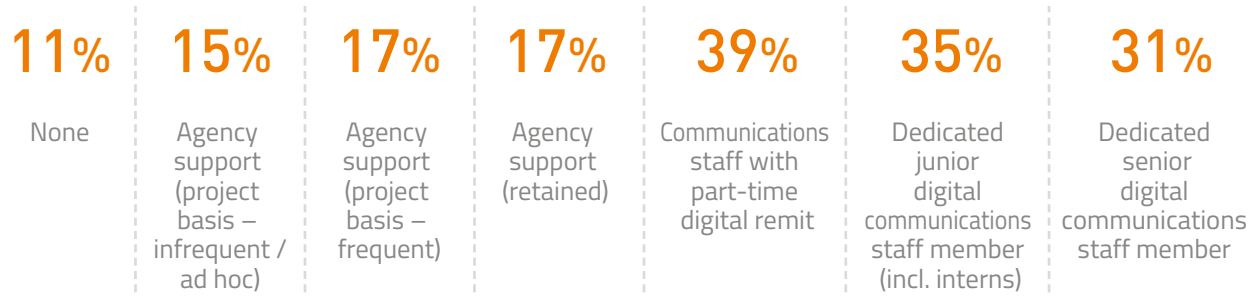 11%
None
15%
Agency
support
(project
basis –
infrequent /
ad hoc)
17%
Agency
support
(project
basis –
frequent)
17%
Agency
support
(retained)
39%
Communications
staff with
part-time
digital remit
35%
Dedicated
junior
digital
communications
staff member
(incl. interns)
31%
Dedicated
senior
digital
communications
staff member